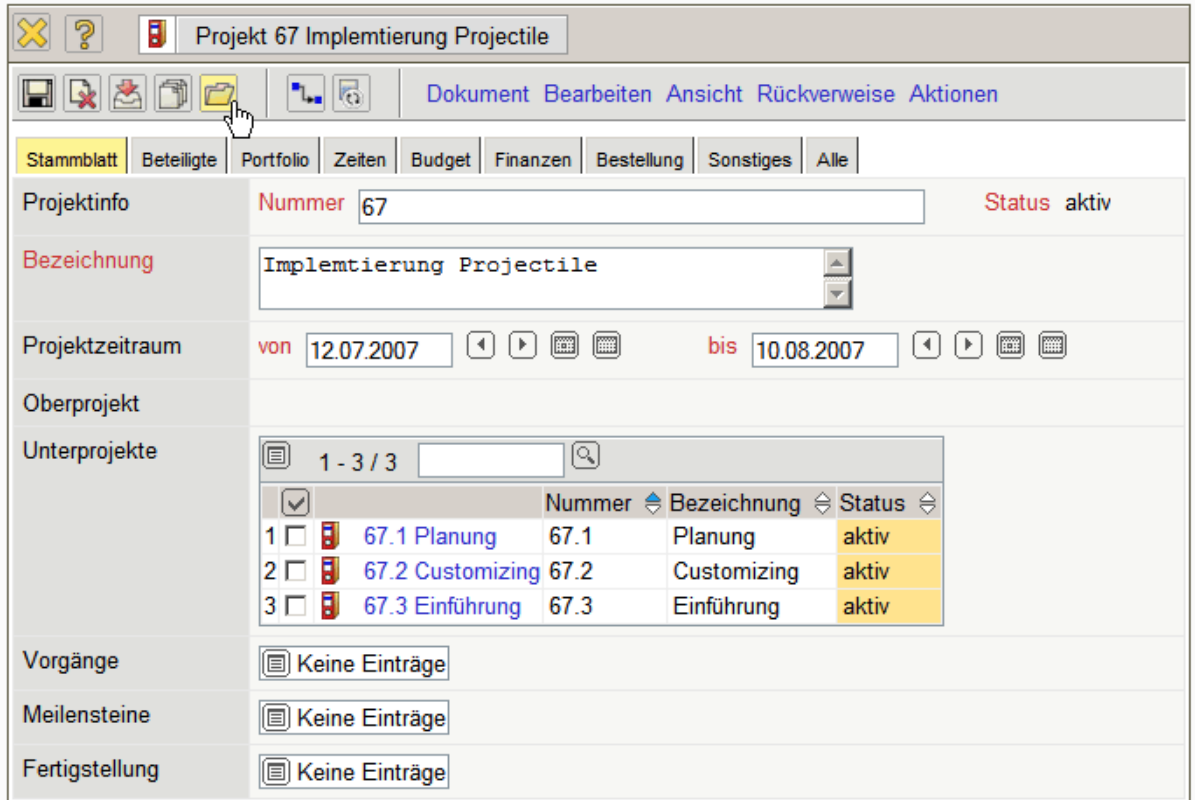 Projekt 67 Implemtierung Projectile
Dokument Bearbeiten Ansicht Rückverweise Aktionen
Stammblatt Beteiligte Portfolio Zeiten Budget Finanzen Bestellung Sonstiges Alle
Projektinfo Nummer 67 Status aktiv
Bezeichnung Implemtierung Projectile
Projektzeitraum von 12.07.2007 bis 10.08.2007
Oberprojekt
Unterprojekte 1 - 3 / 3
Nummer Bezeichnung Status
1 67.1 Planung 67.1 Planung aktiv
2 67.2 Customizing 67.2 Customizing aktiv
3 67.3 Einführung 67.3 Einführung aktiv
Vorgänge Keine Einträge
Meilensteine Keine Einträge
Fertigstellung Keine Einträge